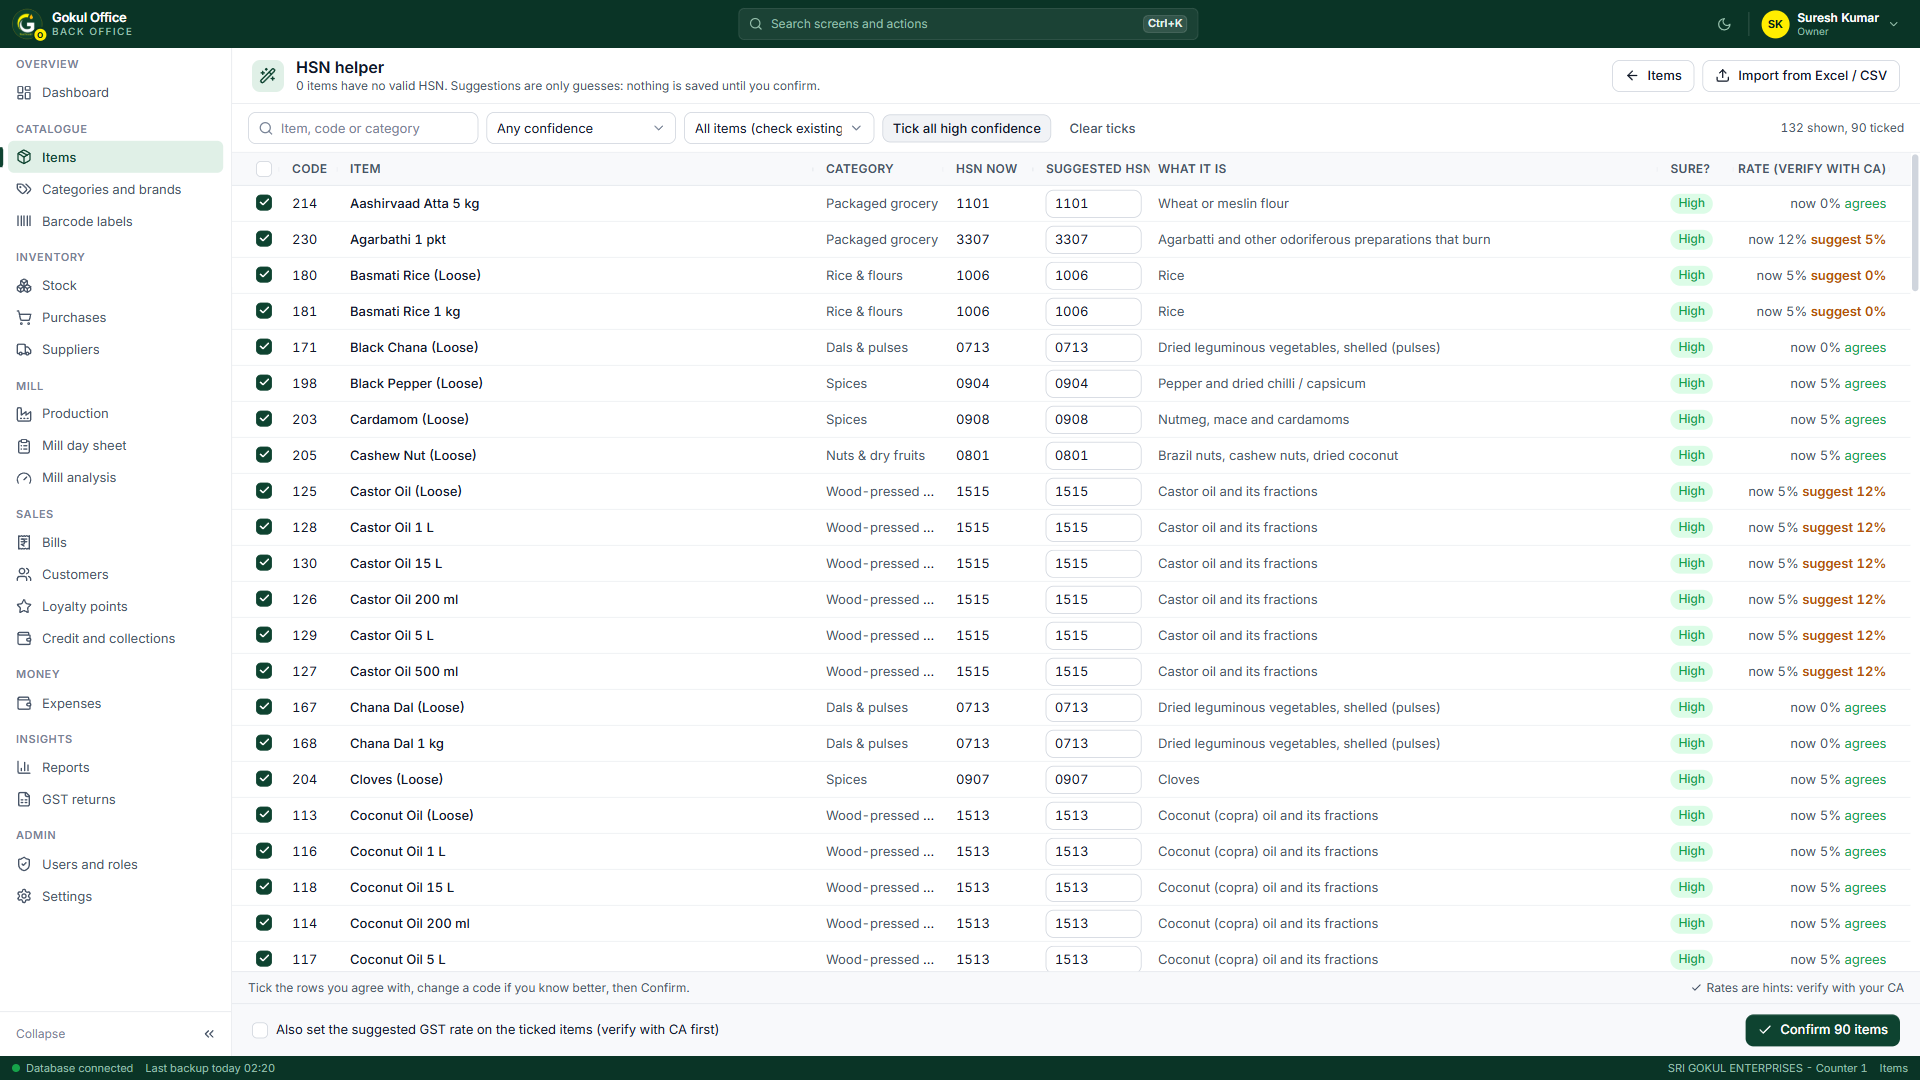 Gokul Office
BACK OFFICE
Search screens and actions
Ctrl+K
SK
Suresh Kumar
Owner
OVERVIEW
Dashboard
CATALOGUE
Items
Categories and brands
Barcode labels
INVENTORY
Stock
Purchases
Suppliers
MILL
Production
Mill day sheet
Mill analysis
SALES
Bills
Customers
Loyalty points
Credit and collections
MONEY
Expenses
INSIGHTS
Reports
GST returns
ADMIN
Users and roles
Settings
Collapse
HSN helper
0 items have no valid HSN. Suggestions are only guesses: nothing is saved until you confirm.
Items
Import from Excel / CSV
Item, code or category
Any confidence
All items (check existing
Tick all high confidence
Clear ticks
132 shown, 90 ticked
CODE ITEM CATEGORY HSN NOW SUGGESTED HSN WHAT IT IS SURE? RATE (VERIFY WITH CA)
214 Aashirvaad Atta 5 kg Packaged grocery 1101 1101 Wheat or meslin flour High now 0% agrees
230 Agarbathi 1 pkt Packaged grocery 3307 3307 Agarbatti and other odoriferous preparations that burn High now 12% suggest 5%
180 Basmati Rice (Loose) Rice & flours 1006 1006 Rice High now 5% suggest 0%
181 Basmati Rice 1 kg Rice & flours 1006 1006 Rice High now 5% suggest 0%
171 Black Chana (Loose) Dals & pulses 0713 0713 Dried leguminous vegetables, shelled (pulses) High now 0% agrees
198 Black Pepper (Loose) Spices 0904 0904 Pepper and dried chilli / capsicum High now 5% agrees
203 Cardamom (Loose) Spices 0908 0908 Nutmeg, mace and cardamoms High now 5% agrees
205 Cashew Nut (Loose) Nuts & dry fruits 0801 0801 Brazil nuts, cashew nuts, dried coconut High now 5% agrees
125 Castor Oil (Loose) Wood-pressed ... 1515 1515 Castor oil and its fractions High now 5% suggest 12%
128 Castor Oil 1 L Wood-pressed ... 1515 1515 Castor oil and its fractions High now 5% suggest 12%
130 Castor Oil 15 L Wood-pressed ... 1515 1515 Castor oil and its fractions High now 5% suggest 12%
126 Castor Oil 200 ml Wood-pressed ... 1515 1515 Castor oil and its fractions High now 5% suggest 12%
129 Castor Oil 5 L Wood-pressed ... 1515 1515 Castor oil and its fractions High now 5% suggest 12%
127 Castor Oil 500 ml Wood-pressed ... 1515 1515 Castor oil and its fractions High now 5% suggest 12%
167 Chana Dal (Loose) Dals & pulses 0713 0713 Dried leguminous vegetables, shelled (pulses) High now 0% agrees
168 Chana Dal 1 kg Dals & pulses 0713 0713 Dried leguminous vegetables, shelled (pulses) High now 0% agrees
204 Cloves (Loose) Spices 0907 0907 Cloves High now 5% agrees
113 Coconut Oil (Loose) Wood-pressed ... 1513 1513 Coconut (copra) oil and its fractions High now 5% agrees
116 Coconut Oil 1 L Wood-pressed ... 1513 1513 Coconut (copra) oil and its fractions High now 5% agrees
118 Coconut Oil 15 L Wood-pressed ... 1513 1513 Coconut (copra) oil and its fractions High now 5% agrees
114 Coconut Oil 200 ml Wood-pressed ... 1513 1513 Coconut (copra) oil and its fractions High now 5% agrees
117 Coconut Oil 5 L Wood-pressed ... 1513 1513 Coconut (copra) oil and its fractions High now 5% agrees
Tick the rows you agree with, change a code if you know better, then Confirm.
Rates are hints: verify with your CA
Also set the suggested GST rate on the ticked items (verify with CA first)
Confirm 90 items
Database connected
Last backup today 02:20
SRI GOKUL ENTERPRISES - Counter 1
Items